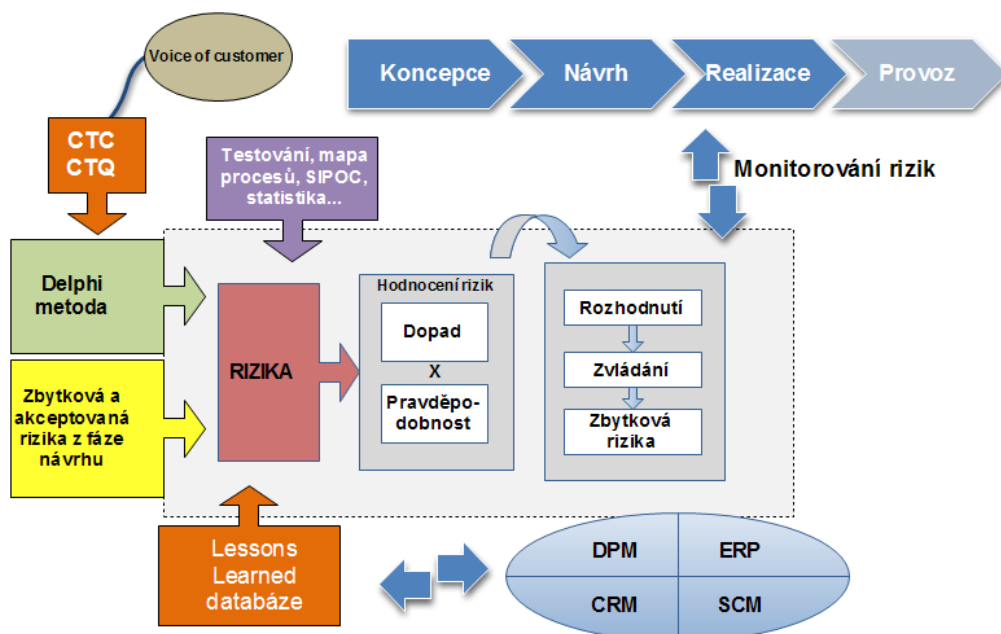 Voice of customer
Koncepce
Návrh
Realizace
Provoz
CTC
CTQ
Testování, mapa
procesů, SIPOC,
statistika...
Monitorování rizik
Delphi
metoda
RIZIKA
Hodnocení rizik
Dopad
X
Pravděpo-
dobnost
Rozhodnutí
Zvládání
Zbytková
rizika
Zbytková a
akceptovaná
rizika z fáze
návrhu
Lessons
Learned
databáze
DPM
ERP
CRM
SCM